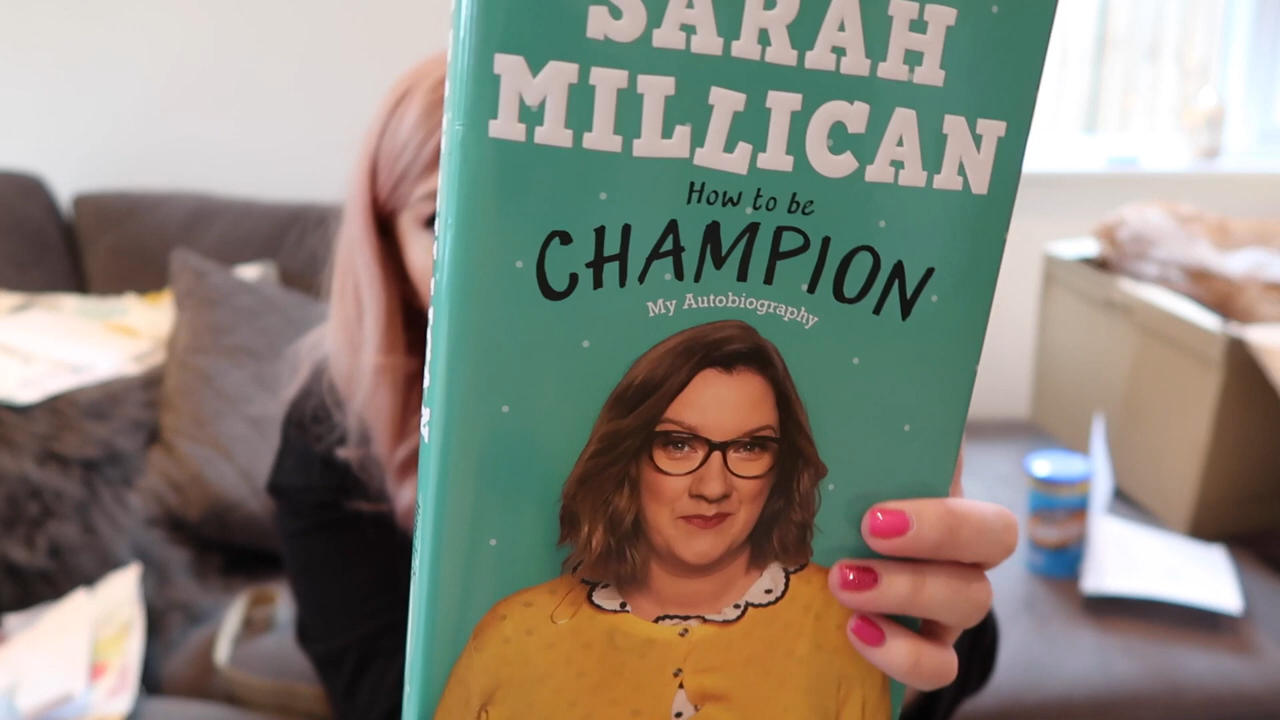 SARAH
MILLICAN
How to be
CHAMPION
My Autobiography